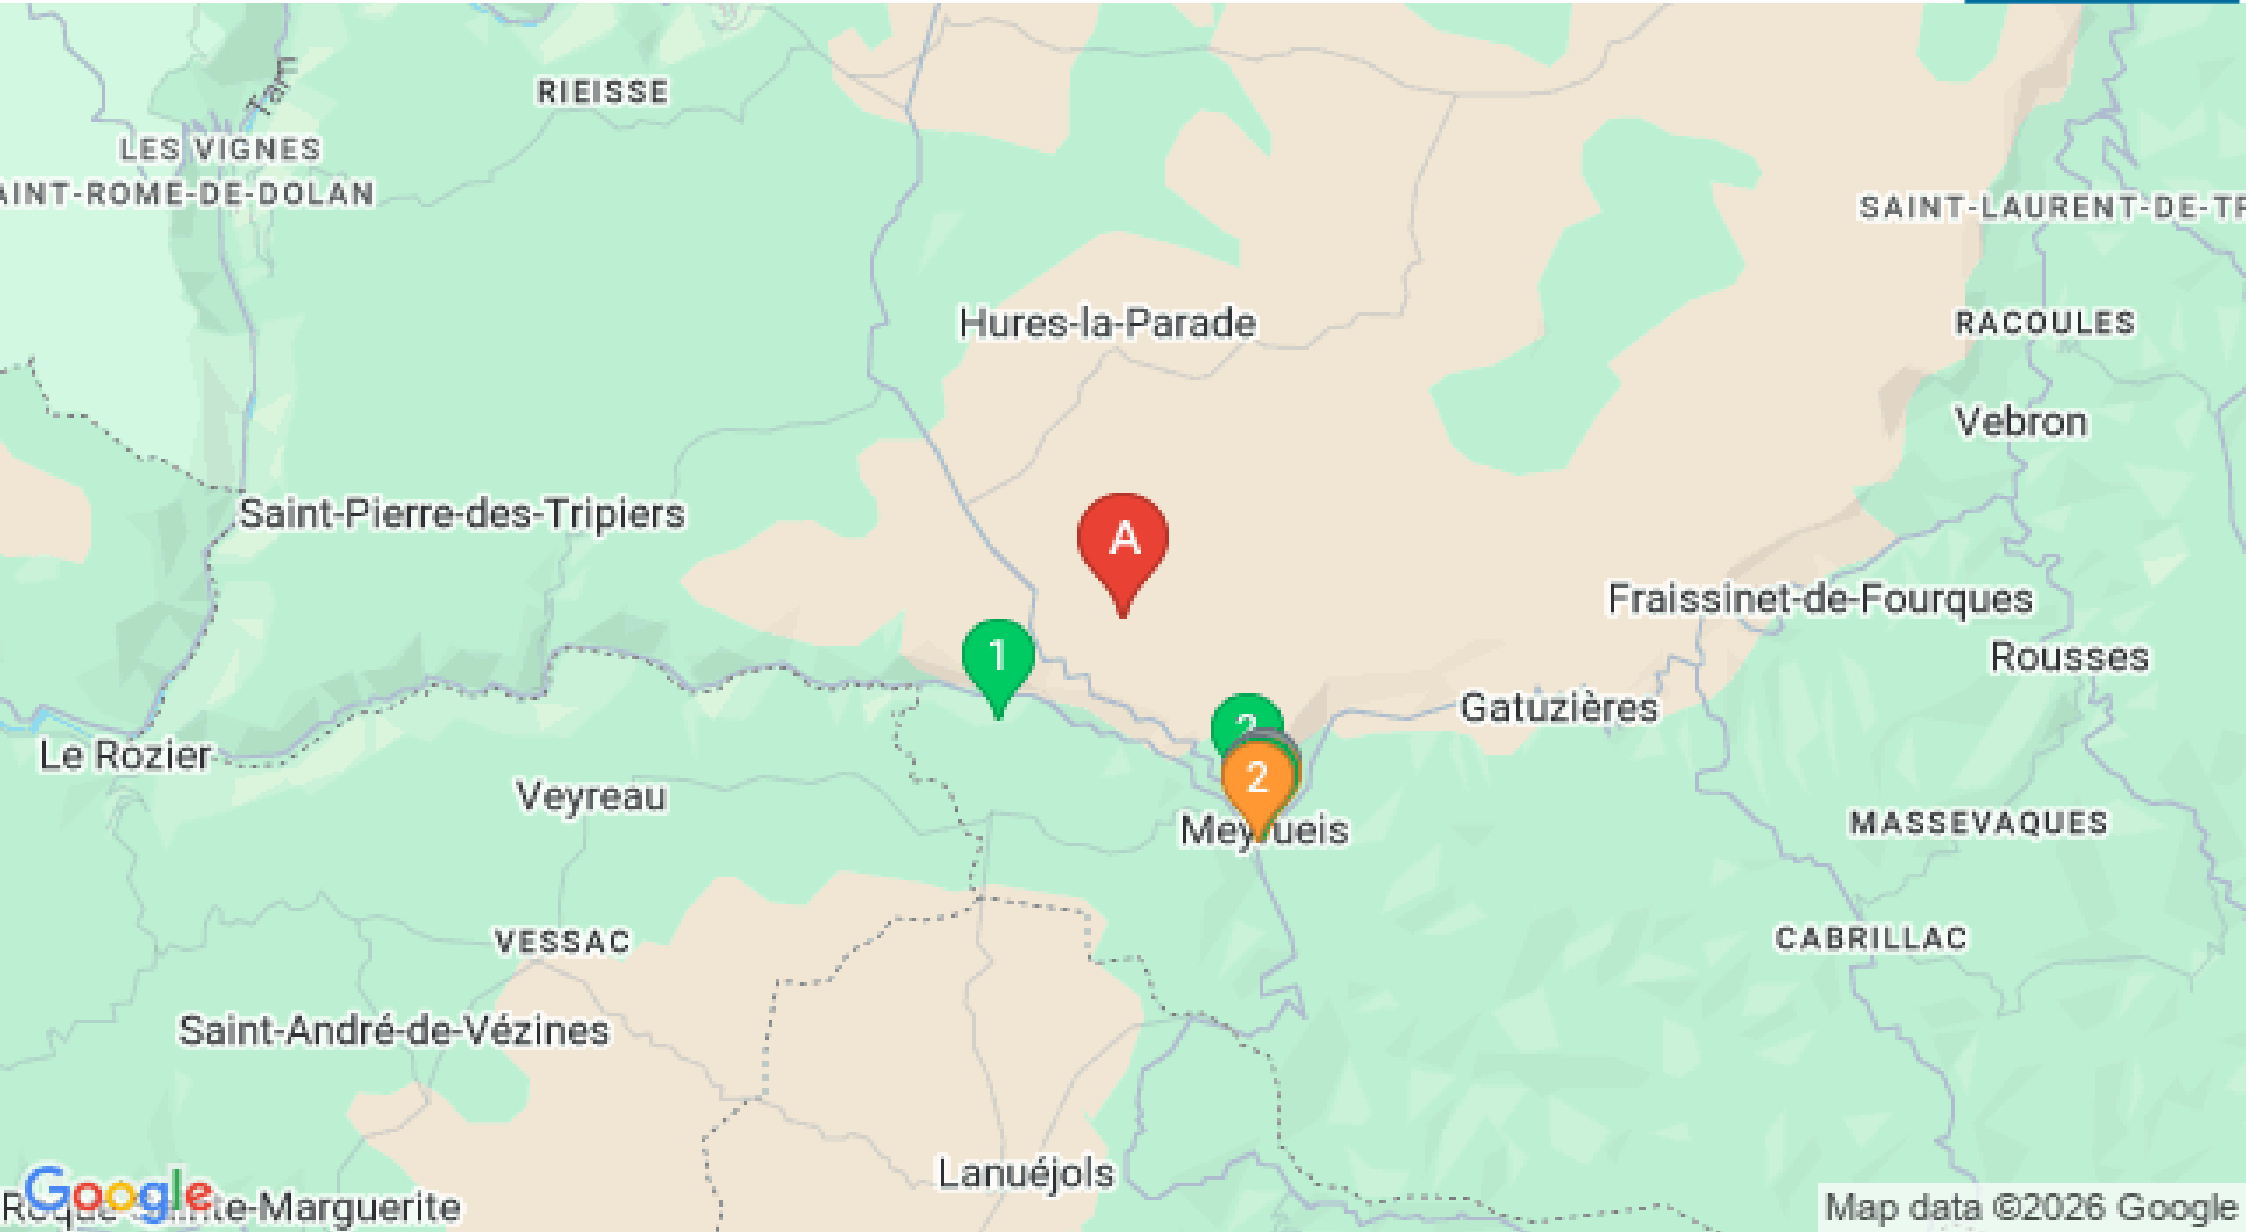 Tarn
RIEISSE
LES VIGNES
AINT-ROME-DE-DOLAN
SAINT-LAURENT-DE-TR
Hures-la-Parade
RACOULES
Vebron
Saint-Pierre-des-Tripiers
A
Fraissinet-de-Fourques
1
Rousses
Gatuzières
2
Le Rozier
2
Veyreau
Meyrueis
MASSEVAQUES
VESSAC
CABRILLAC
Saint-André-de-Vézines
Lanuéjols
Google
te-Marguerite
Map data ©2026 Google